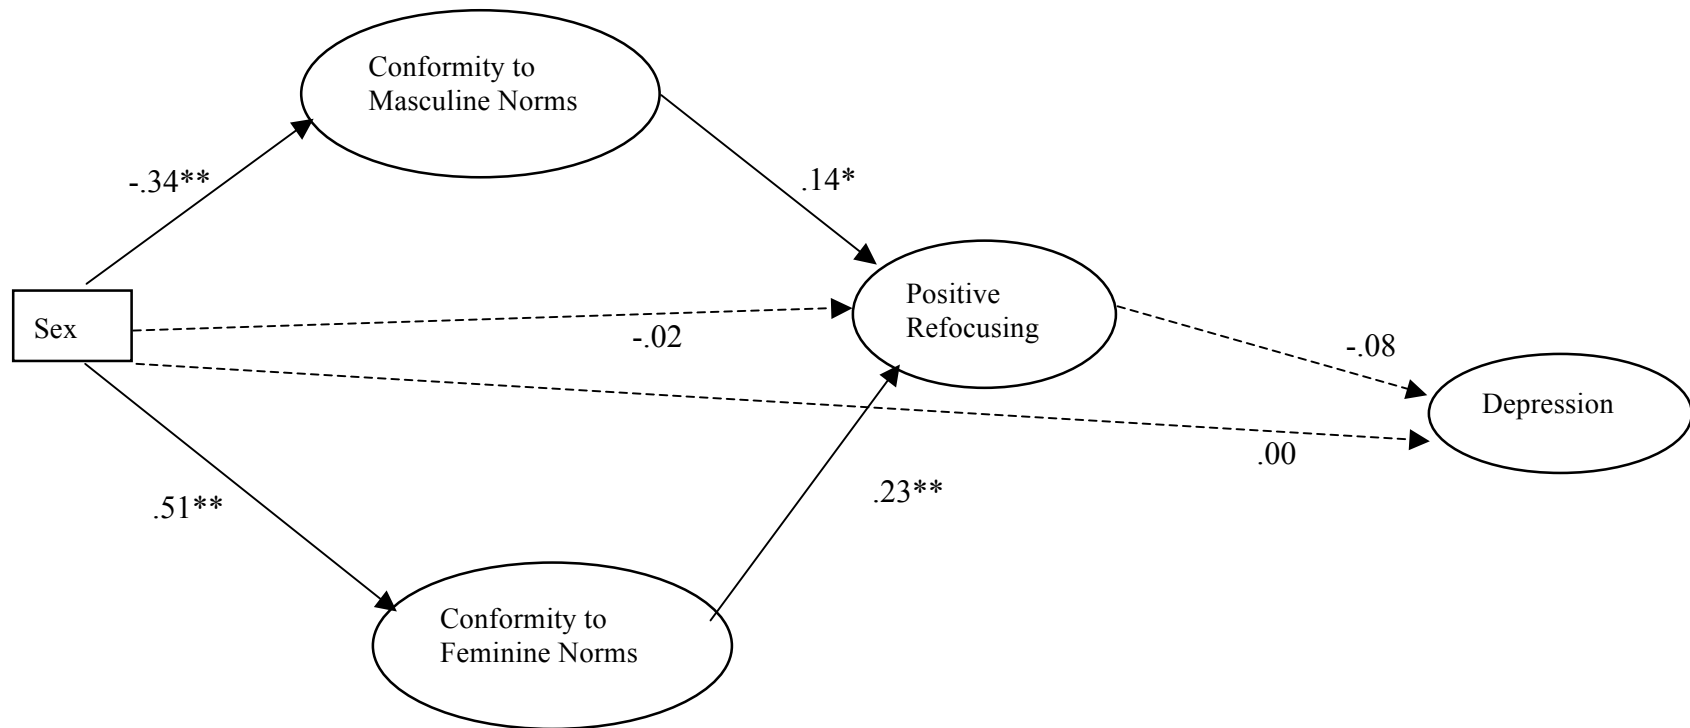 Conformity to
Masculine Norms
-.34**
.14*
Positive
Refocusing
Sex
-.02
-.08
Depression
.00
.51**
.23**
Conformity to
Feminine Norms